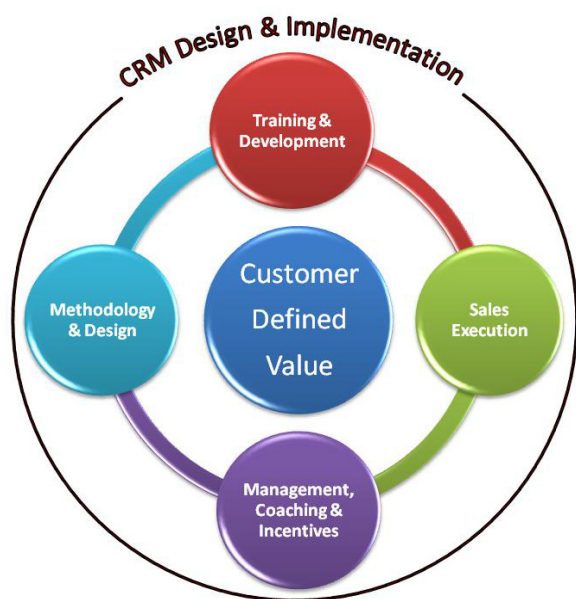 CRM Design & Implementation
Training &
Development
Methodology
& Design
Customer
Defined
Value
Sales
Execution
Management,
Coaching &
Incentives